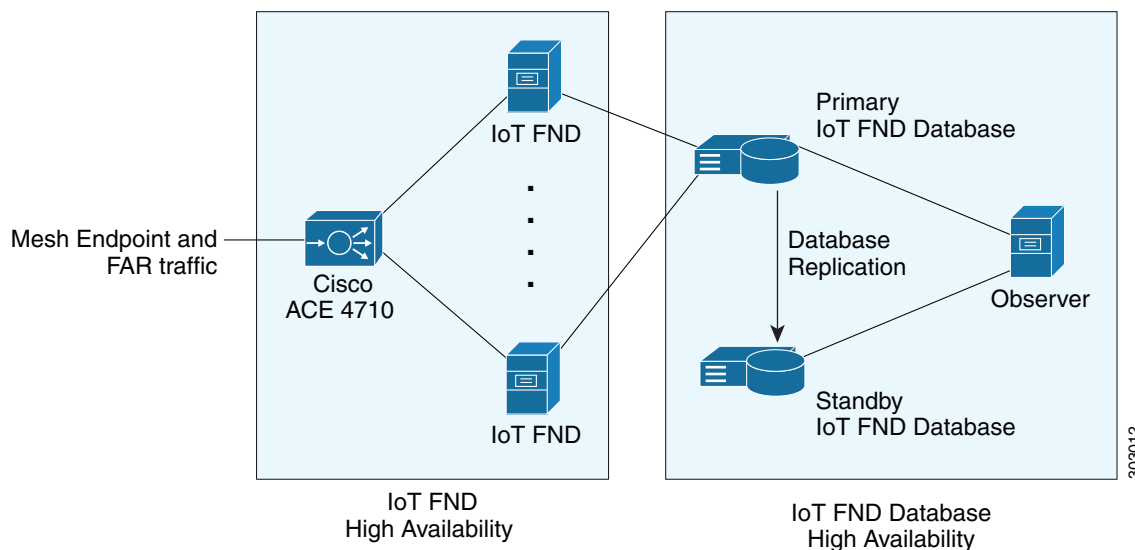 IoT FND
Mesh Endpoint and
FAR traffic
Cisco
ACE 4710
IoT FND
IoT FND
High Availability
Primary
IoT FND Database
Database
Replication
Observer
Standby
IoT FND Database
IoT FND Database
High Availability
303012